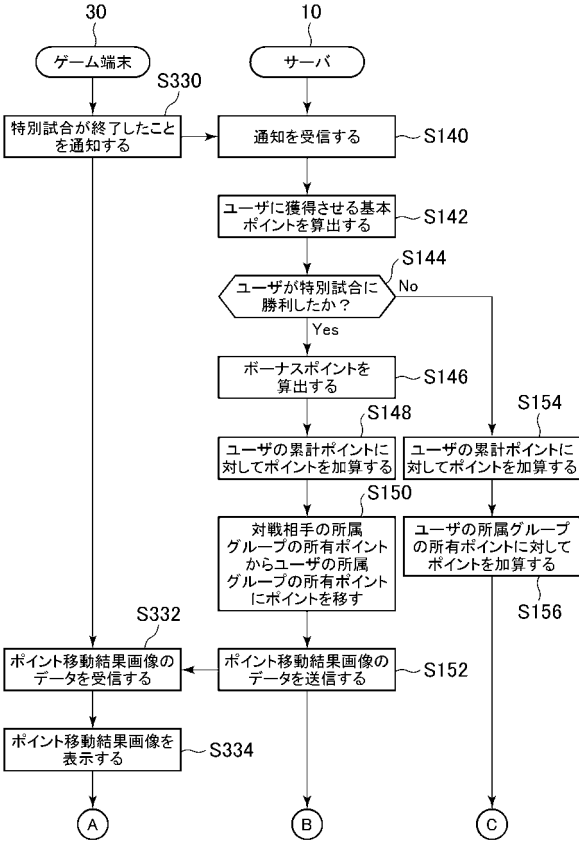 30
ゲーム端末
10
サーバ
S330
特別試合が終了したこと
を通知する
通知を受信する
S140
ユーザに獲得させる基本
ポイントを算出する
S142
S144
ユーザが特別試合に
勝利したか?
No
Yes
ボーナスポイントを
算出する
S146
S148
ユーザの累計ポイントに
対してポイントを加算する
S154
ユーザの累計ポイントに
対してポイントを加算する
S150
対戦相手の所属
グループの所有ポイント
からユーザの所属
グループの所有ポイント
にポイントを移す
ユーザの所属グループ
の所有ポイントに対して
ポイントを加算する
S156
S332
ポイント移動結果画像の
データを受信する
ポイント移動結果画像の
データを送信する
S152
ポイント移動結果画像を
表示する
S334
A
B
C